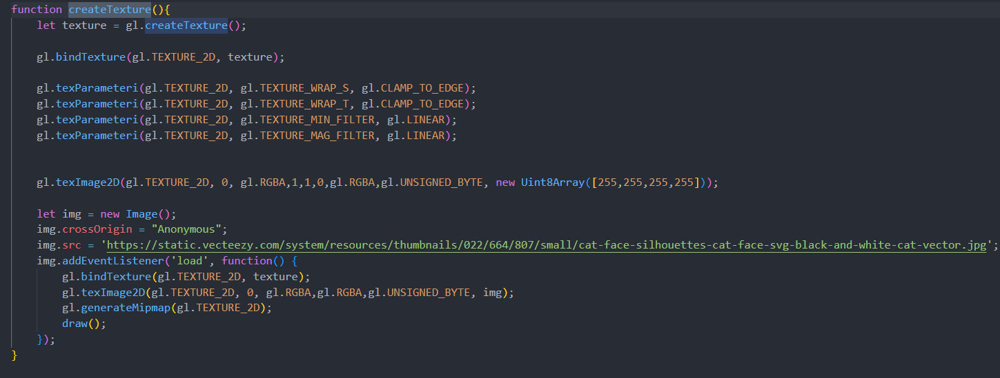 function createTexture(){
let texture = gl.createTexture();
gl.bindTexture(gl.TEXTURE_2D, texture);
gl.texParameteri(gl.TEXTURE_2D, gl.TEXTURE_WRAP_S, gl.CLAMP_TO_EDGE);
gl.texParameteri(gl.TEXTURE_2D, gl.TEXTURE_WRAP_T, gl.CLAMP_TO_EDGE);
gl.texParameteri(gl.TEXTURE_2D, gl.TEXTURE_MIN_FILTER, gl.LINEAR);
gl.texParameteri(gl.TEXTURE_2D, gl.TEXTURE_MAG_FILTER, gl.LINEAR);
gl.texImage2D(gl.TEXTURE_2D, 0, gl.RGBA,1,1,0,gl.RGBA,gl.UNSIGNED_BYTE, new Uint8Array([255,255,255,255]));
let img = new Image();
img.crossOrigin = "Anonymous";
img.src = 'https://static.vecteezy.com/system/resources/thumbnails/022/664/807/small/cat-face-silhouettes-cat-face-svg-black-and-white-cat-vector.jpg';
img.addEventListener('load', function() {
gl.bindTexture(gl.TEXTURE_2D, texture);
gl.texImage2D(gl.TEXTURE_2D, 0, gl.RGBA,gl.RGBA,gl.UNSIGNED_BYTE, img);
gl.generateMipmap(gl.TEXTURE_2D);
draw();
});
}